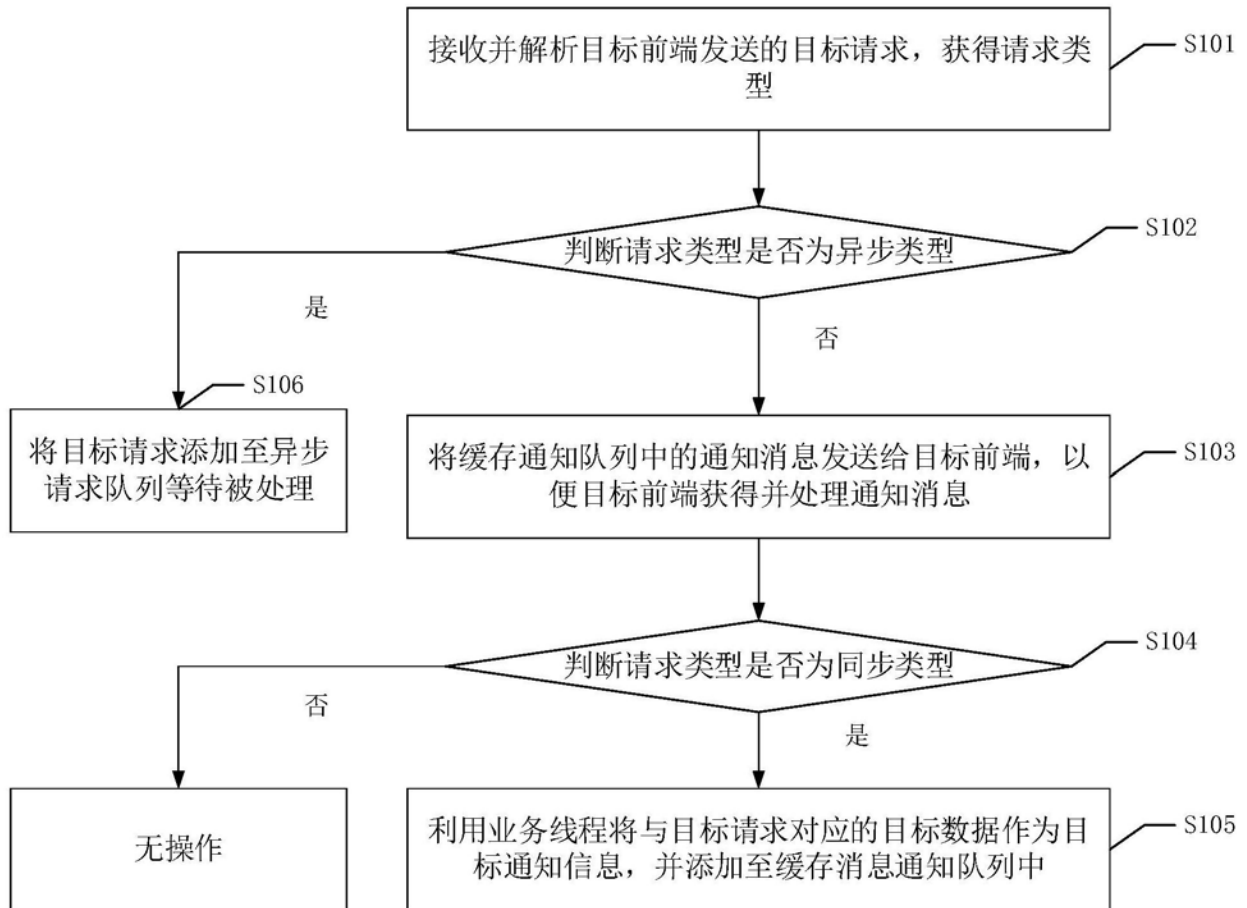 接收并解析目标前端发送的目标请求，获得请求类
型
S101
判断请求类型是否为异步类型
S102
是
否
S106
将目标请求添加至异步
请求队列等待被处理
将缓存通知队列中的通知消息发送给目标前端，以
便目标前端获得并处理通知消息
S103
判断请求类型是否为同步类型
S104
否
是
无操作
利用业务线程将与目标请求对应的目标数据作为目
标通知信息，并添加至缓存消息通知队列中
S105